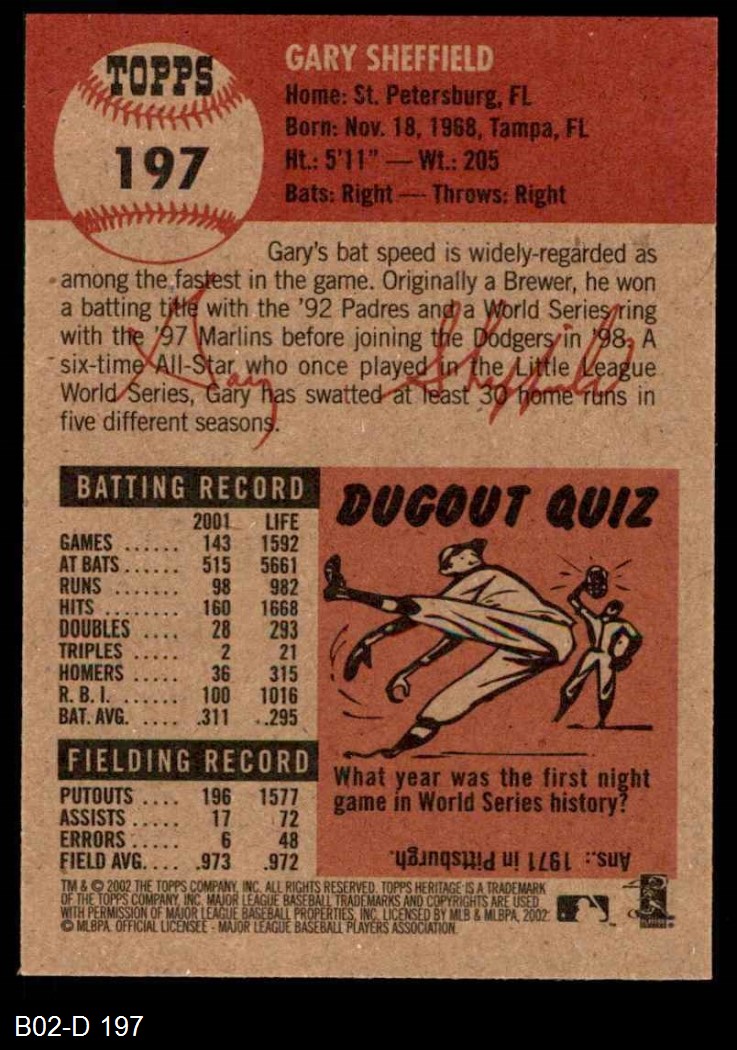 TOPPS
197
GARY SHEFFIELD
Home: St. Petersburg, FL
Born: Nov. 18, 1968, Tampa, FL
Ht.: 5'11" — Wt.: 205
Bats: Right — Throws: Right
Gary's bat speed is widely-regarded as
among the fastest in the game. Originally a Brewer, he won
a batting title with the '92 Padres and a World Series ring
with the '97 Marlins before joining the Dodgers in '98. A
six-time All-Star who once played in the Little League
World Series, Gary has swatted at least 30 home runs in
five different seasons.
Gary Sheffield
BATTING RECORD
2001 LIFE
GAMES ...... 143 1592
AT BATS...... 515 5661
RUNS ...... 98 982
HITS ....... 160 1668
DOUBLES .... 28 293
TRIPLES ..... 2 21
HOMERS ..... 36 315
R.B.I. ...... 100 1016
BAT. AVG. .... .311 .295
FIELDING RECORD
PUTOUTS .... 196 1577
ASSISTS ..... 17 72
ERRORS ..... 6 48
FIELD AVG.... .973 .972
DUGOUT QUIZ
What year was the first night
game in World Series history?
Ans.: 1971 in Pittsburgh.
TM & © 2002 THE TOPPS COMPANY, INC. ALL RIGHTS RESERVED. TOPPS HERITAGE IS A TRADEMARK
OF THE TOPPS COMPANY, INC. MAJOR LEAGUE BASEBALL TRADEMARKS AND COPYRIGHTS ARE USED
WITH PERMISSION OF MAJOR LEAGUE BASEBALL PROPERTIES, INC. LICENSED BY MLB & MLBPA, 2002.
© MLBPA. OFFICIAL LICENSEE - MAJOR LEAGUE BASEBALL PLAYERS ASSOCIATION.
B02-D 197